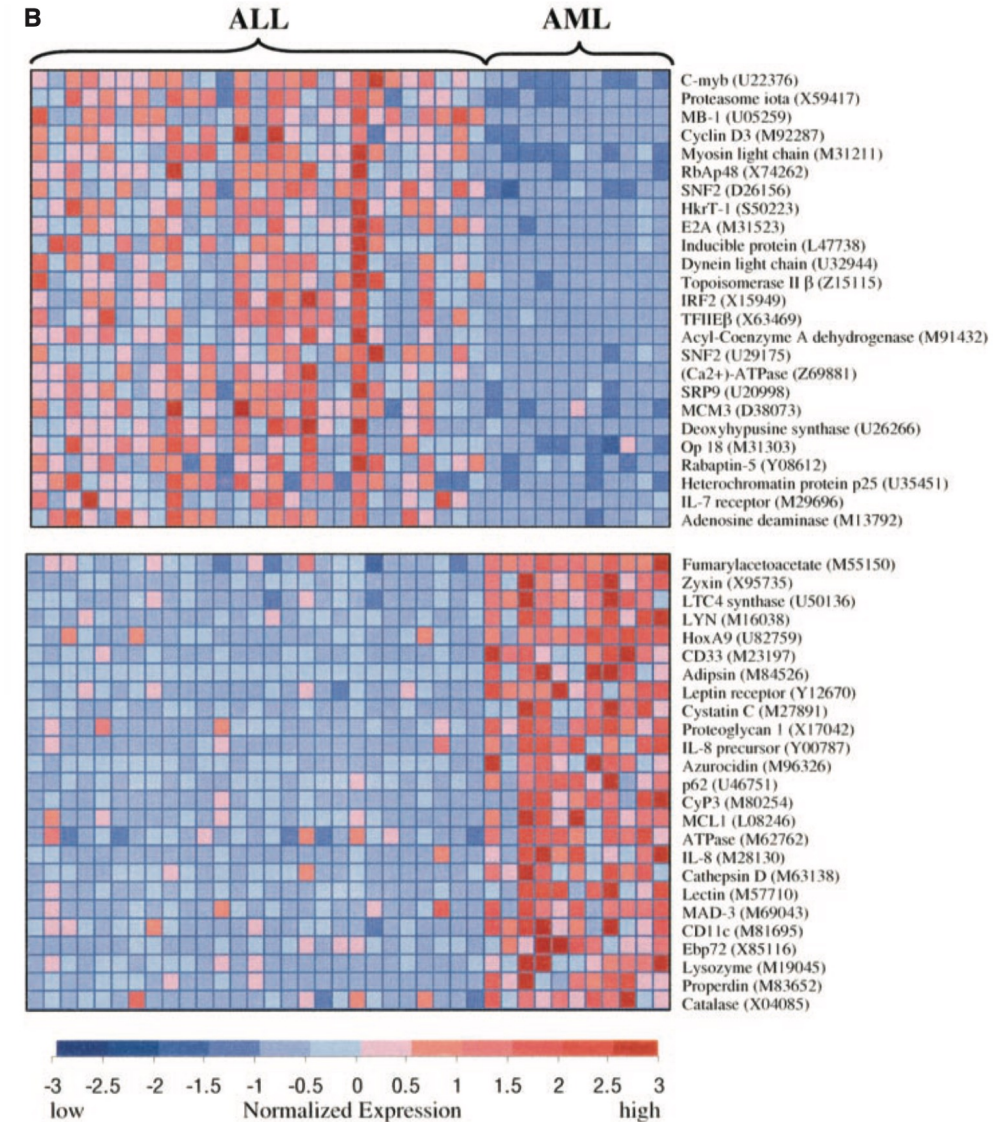 B
ALL AML
C-myb (U22376)
Proteasome iota (X59417)
MB-1 (U05259)
Cyclin D3 (M92287)
Myosin light chain (M31211)
RbAp48 (X74262)
SNF2 (D26156)
HkrT-1 (S50223)
E2A (M31523)
Inducible protein (L47738)
Dynein light chain (U32944)
Topoisomerase II β (Z15115)
IRF2 (X15949)
TFIIEβ (X63469)
Acyl-Coenzyme A dehydrogenase (M91432)
SNF2 (U29175)
(Ca2+)-ATPase (Z69881)
SRP9 (U20998)
MCM3 (D38073)
Deoxyhypusine synthase (U26266)
Op 18 (M31303)
Rabaptin-5 (Y08612)
Heterochromatin protein p25 (U35451)
IL-7 receptor (M29696)
Adenosine deaminase (M13792)
Fumarylacetoacetate (M55150)
Zyxin (X95735)
LTC4 synthase (U50136)
LYN (M16038)
HoxA9 (U82759)
CD33 (M23197)
Adipsin (M84526)
Leptin receptor (Y12670)
Cystatin C (M27891)
Proteoglycan 1 (X17042)
IL-8 precursor (Y00787)
Azurocidin (M96326)
p62 (U46751)
CyP3 (M80254)
MCL1 (L08246)
ATPase (M62762)
IL-8 (M28130)
Cathepsin D (M63138)
Lectin (M57710)
MAD-3 (M69043)
CD11c (M81695)
Ebp72 (X85116)
Lysozyme (M19045)
Properdin (M83652)
Catalase (X04085)
-3 -2.5 -2 -1.5 -1 -0.5 0 0.5 1 1.5 2 2.5 3
low Normalized Expression high